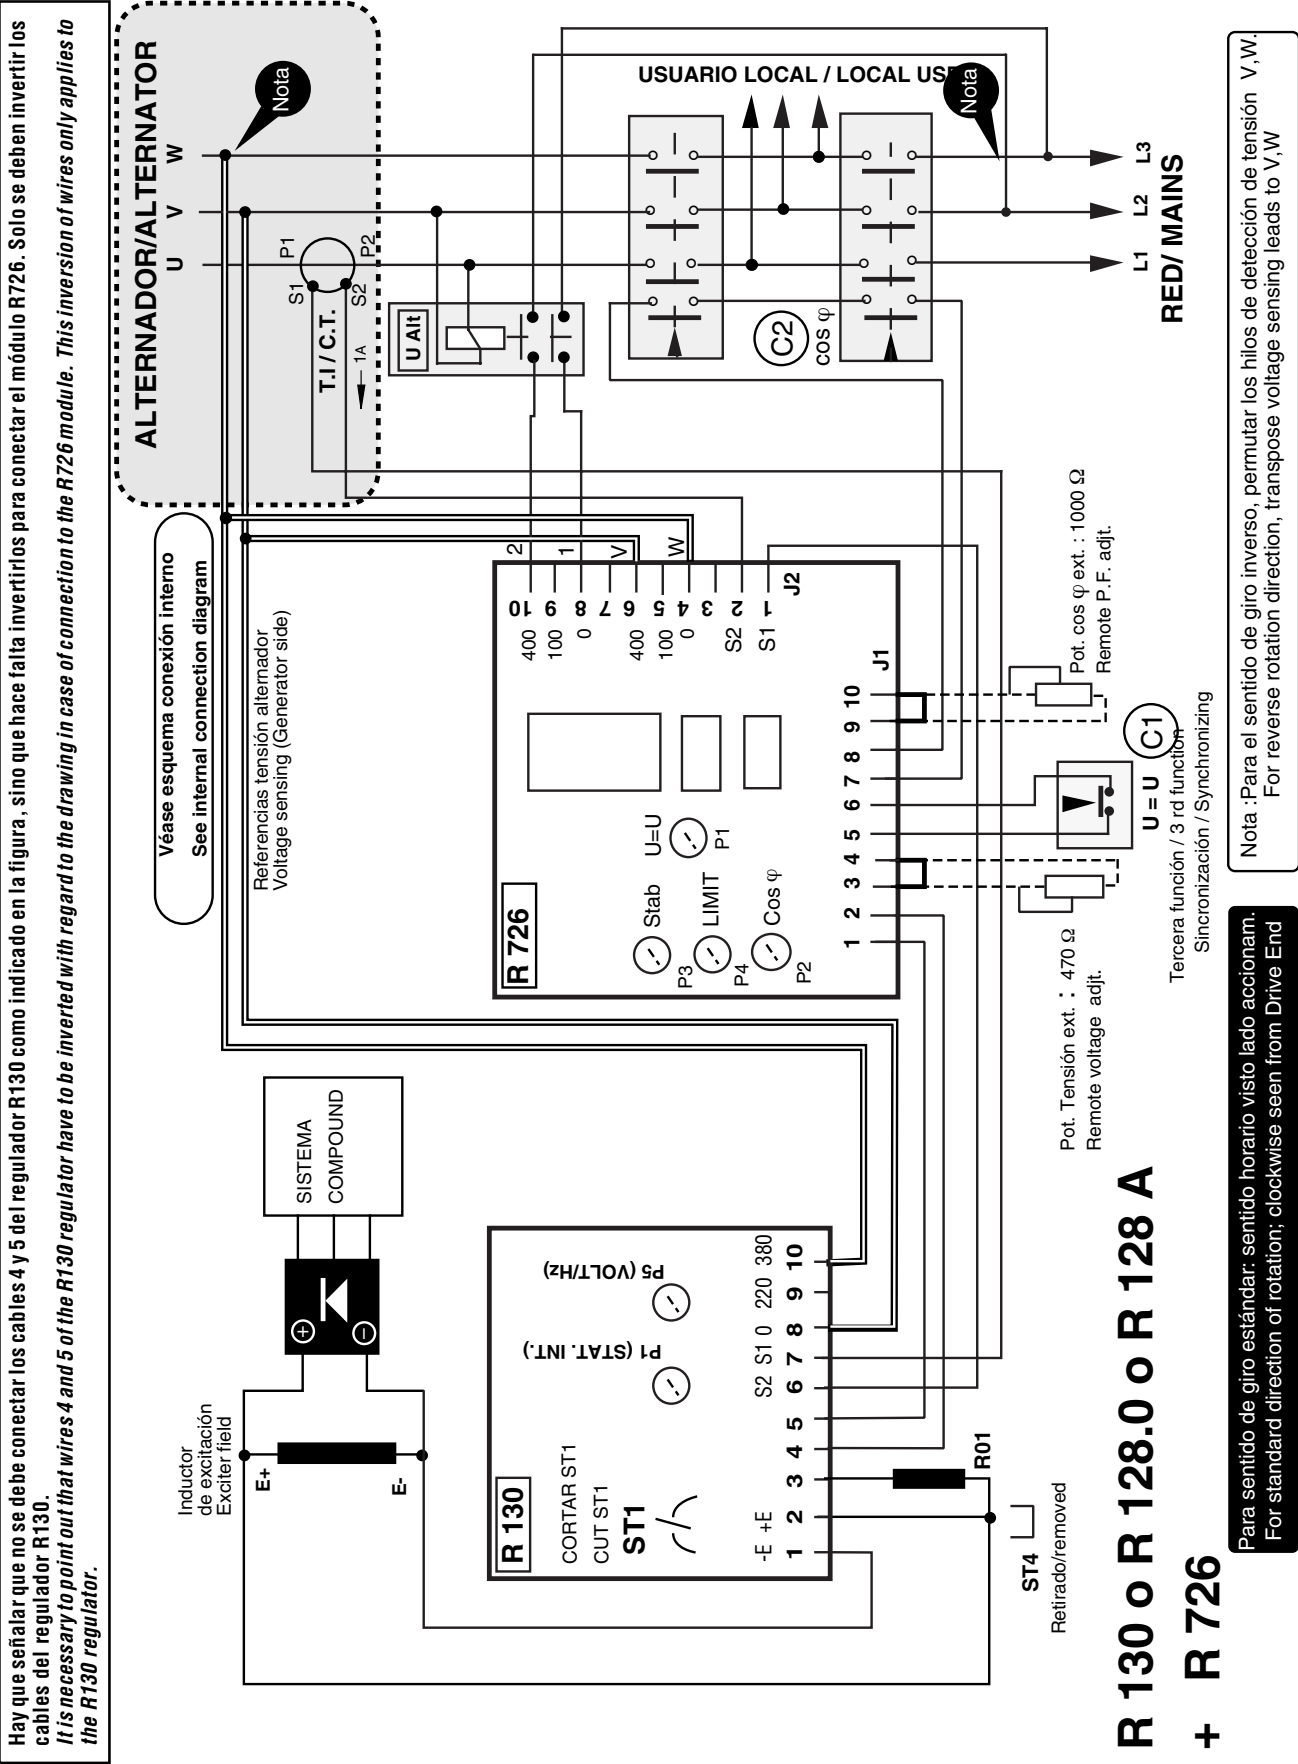 Hay que señalar que no se debe conectar los cables 4 y 5 del regulador R130 como indicado en la figura, sino que hace falta invertirlos para conectar el módulo R726. Solo se deben invertir los
cables del regulador R130.
It is necessary to point out that wires 4 and 5 of the R130 regulator have to be inverted with regard to the drawing in case of connection to the R726 module. This inversion of wires only applies to
the R130 regulator.
ALTERNADOR/ALTERNATOR
Nota
W
V
U
P1
P2
S1
S2
T.I / C.T.
1A
Véase esquema conexión interno
See internal connection diagram
Referencias tensión alternador
Voltage sensing (Generator side)
USUARIO LOCAL / LOCAL USE
Nota
U Alt
C2
cos φ
L3
L2
L1
RED/ MAINS
SISTEMA
COMPOUND
+
−
Inductor
de excitación
Exciter field
E+
E-
R 726
Stab
P3
LIMIT
P4
Cos φ
P2
U=U
P1
2
1
V
W
10
9
8
7
6
5
4
3
2
1
400
100
0
400
100
0
S2
S1
J2
J1
1 2 3 4 5 6 7 8 9 10
R 130
CORTAR ST1
CUT ST1
ST1
P1 (STAT. INT.)
P5 (VOLT/Hz)
-E +E S2 S1 0 220 380
1 2 3 4 5 6 7 8 9 10
R01
ST4
Retirado/removed
Pot. Tensión ext. : 470 Ω
Remote voltage adjt.
U = U
C1
Tercera función / 3 rd function
Sincronización / Synchronizing
Pot. cos φ ext. : 1000 Ω
Remote P.F. adjt.
R 130 o R 128.0 o R 128 A
+ R 726
Para sentido de giro estándar: sentido horario visto lado accionam.
For standard direction of rotation; clockwise seen from Drive End
Nota :Para el sentido de giro inverso, permutar los hilos de detección de tensión V,W.
For reverse rotation direction, transpose voltage sensing leads to V,W